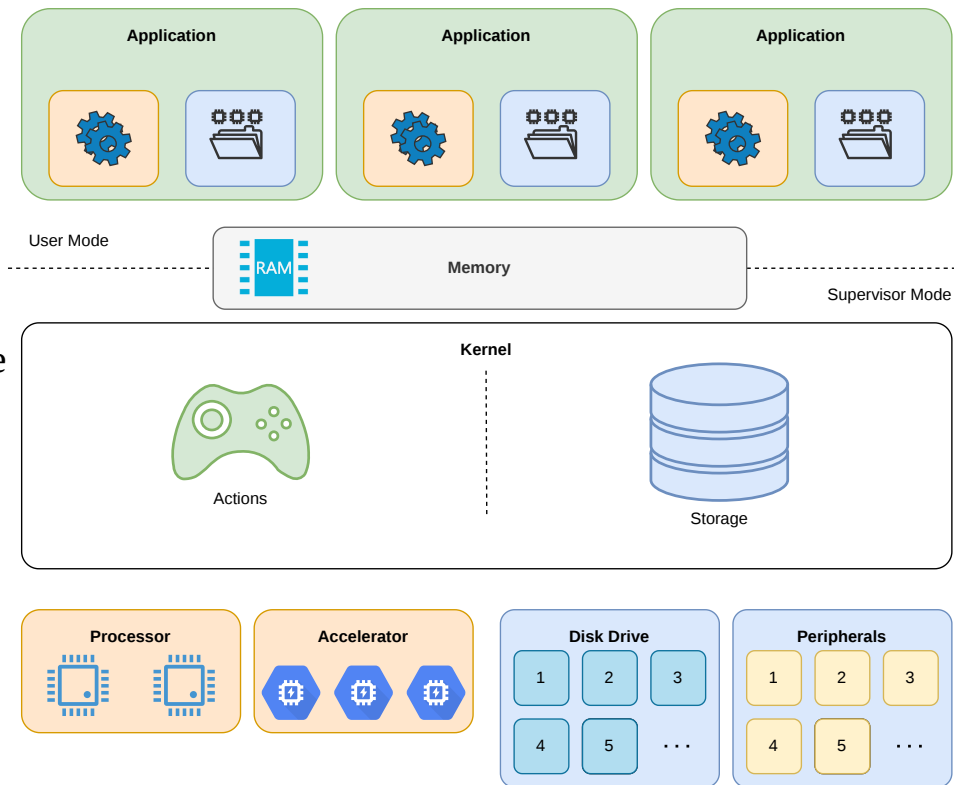 Application
Application
Application
User Mode
RAM
Memory
Supervisor Mode
e
Kernel
Actions
Storage
Processor
Accelerator
Disk Drive
Peripherals
1
2
3
1
2
3
4
5
...
4
5
...